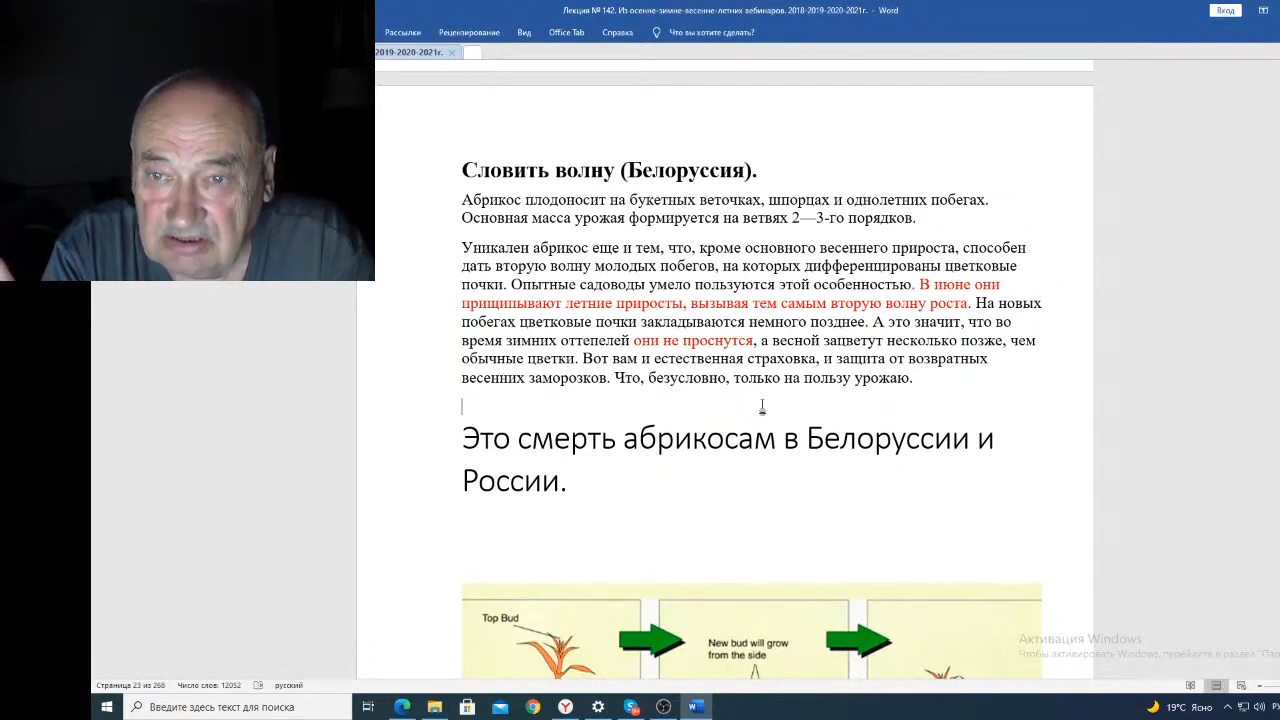 Лекция № 142. Из осенне-зимне-весенне-летних вебинаров. 2018-2019-2020-2021г. - Word
Вход
Рассылки Рецензирование Вид Office Tab Справка Что вы хотите сделать?
2019-2020-2021г.
Словить волну (Белоруссия).
Абрикос плодоносит на букетных веточках, шпорцах и однолетних побегах.
Основная масса урожая формируется на ветвях 2—3-го порядков.
Уникален абрикос еще и тем, что, кроме основного весеннего прироста, способен
дать вторую волну молодых побегов, на которых дифференцированы цветковые
почки. Опытные садоводы умело пользуются этой особенностью. В июне они
прищипывают летние приросты, вызывая тем самым вторую волну роста. На новых
побегах цветковые почки закладываются немного позднее. А это значит, что во
время зимних оттепелей они не проснутся, а весной зацветут несколько позже, чем
обычные цветки. Вот вам и естественная страховка, и защита от возвратных
весенних заморозков. Что, безусловно, только на пользу урожаю.
Это смерть абрикосам в Белоруссии и
России.
Top Bud
New bud will grow
from the side
Активация Windows
Чтобы активировать Windows, перейдите в раздел "Пар
Страница 23 из 268 Число слов: 12052 русский
Введите здесь текст для поиска
19°C Ясно